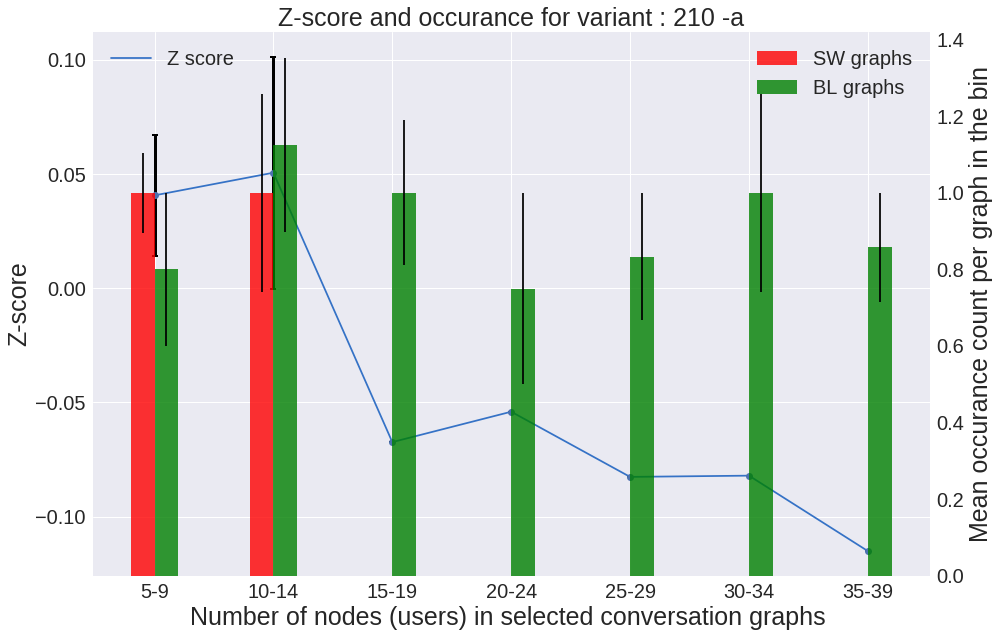 Z-score and occurance for variant : 210 -a
Z score
SW graphs
BL graphs
Z-score
0.10
0.05
0.00
−0.05
−0.10
1.4
1.2
1.0
0.8
0.6
0.4
0.2
0.0
Mean occurance count per graph in the bin
5-9 10-14 15-19 20-24 25-29 30-34 35-39
Number of nodes (users) in selected conversation graphs